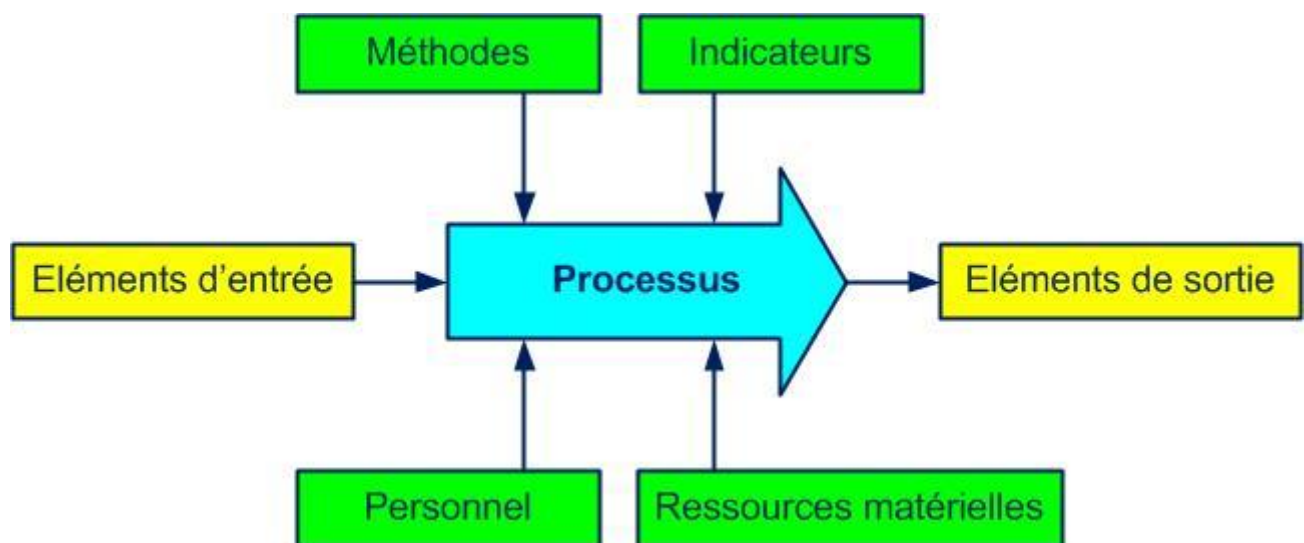 Méthodes
Indicateurs
Eléments d'entrée
Processus
Eléments de sortie
Personnel
Ressources matérielles